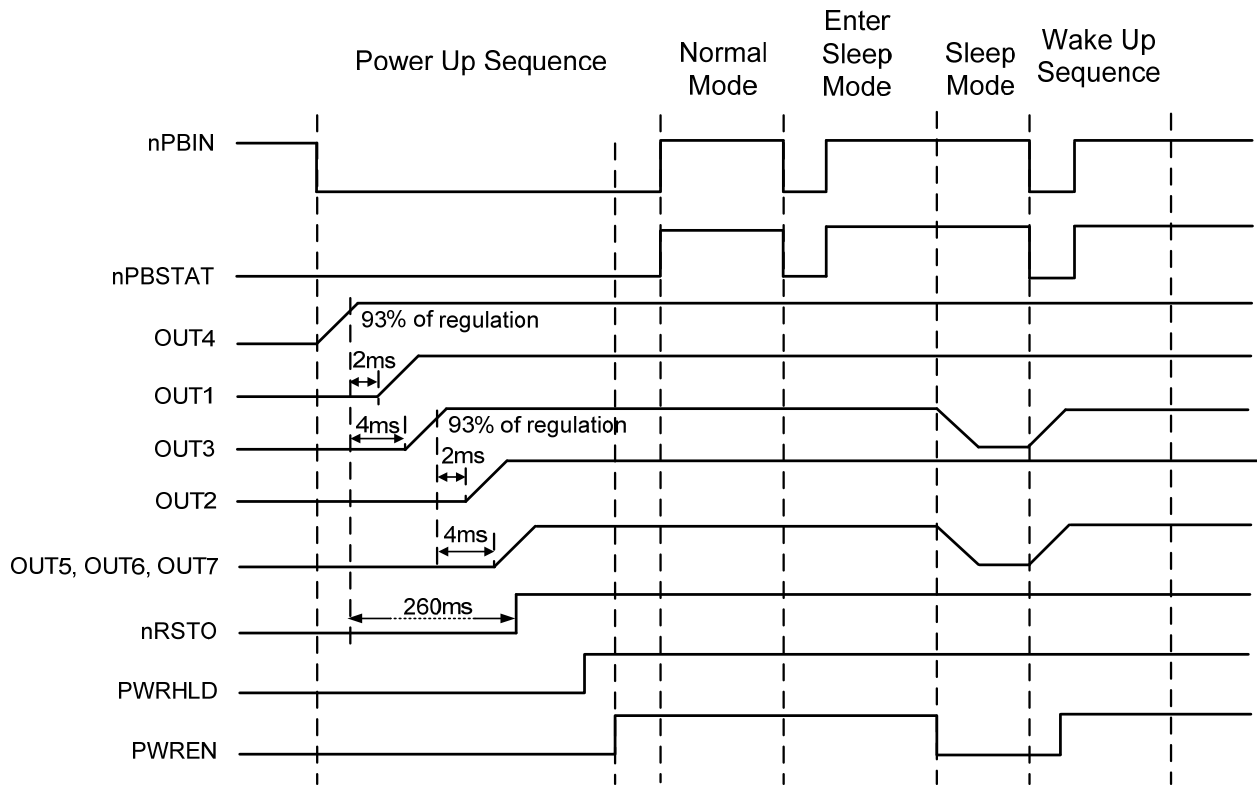 Power Up Sequence
Normal
Mode
Enter
Sleep
Mode
Sleep
Mode
Wake Up
Sequence
nPBIN
nPBSTAT
93% of regulation
OUT4
2ms
OUT1
4ms
93% of regulation
OUT3
2ms
OUT2
4ms
OUT5, OUT6, OUT7
260ms
nRSTO
PWRHLD
PWREN